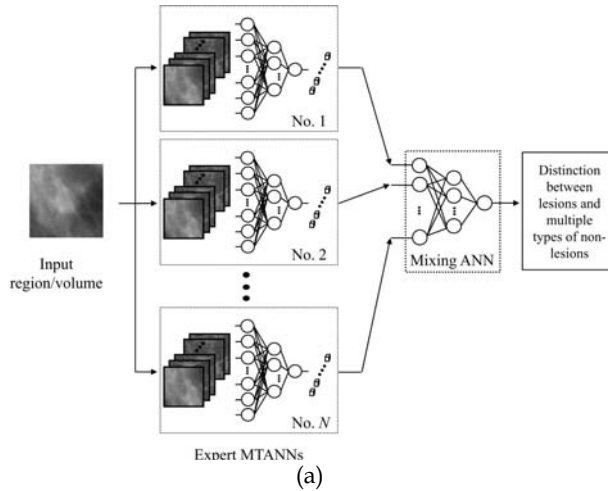 No. 1
Input
region/volume
No. 2
Mixing ANN
Distinction
between
lesions and
multiple
types of non-
lesions
No. N
Expert MTANNs
(a)